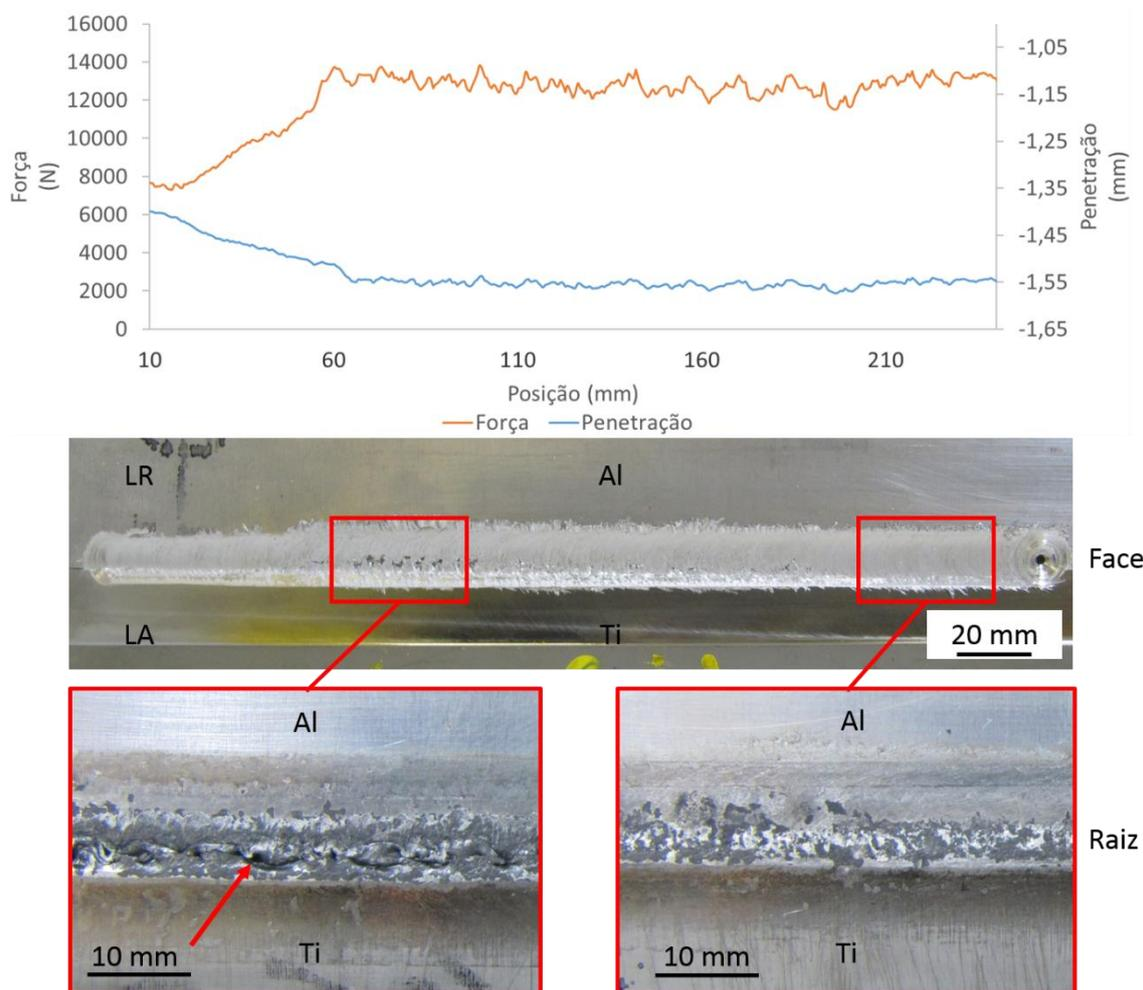 16000
14000
12000
10000
8000
6000
4000
2000
0
Força
(N)
-1,05
-1,15
-1,25
-1,35
-1,45
-1,55
-1,65
Penetração
(mm)
10 60 110 160 210
Posição (mm)
Força Penetração
LR Al
Face
LA Ti
20 mm
Al Al
Raiz
10 mm Ti 10 mm Ti